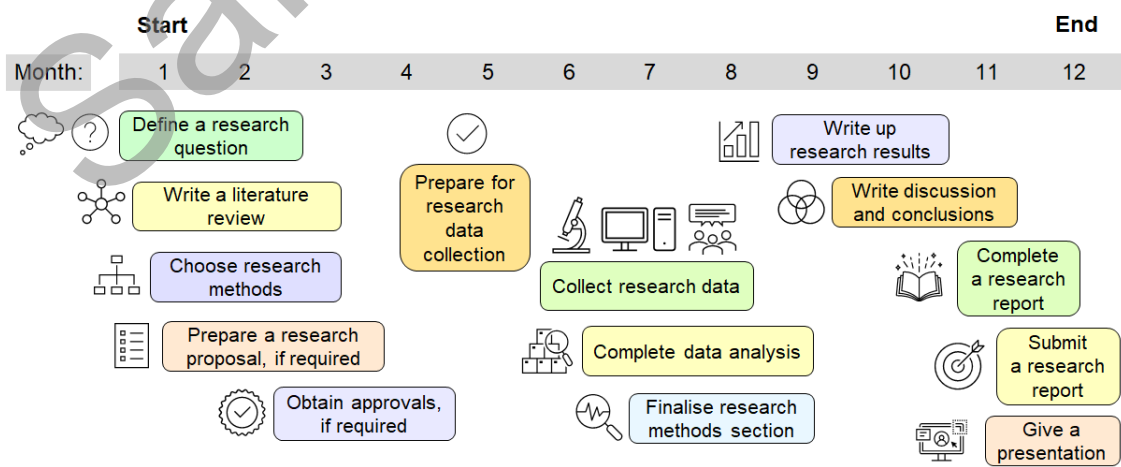 Start
End
Month:
1 2 3 4 5 6 7 8 9 10 11 12
Define a research
question
Write a literature
review
Choose research
methods
Prepare a research
proposal, if required
Obtain approvals,
if required
Prepare for
research
data
collection
Collect research data
Complete data analysis
Finalise research
methods section
Write up
research results
Write discussion
and conclusions
Complete
a research
report
Submit
a research
report
Give a
presentation